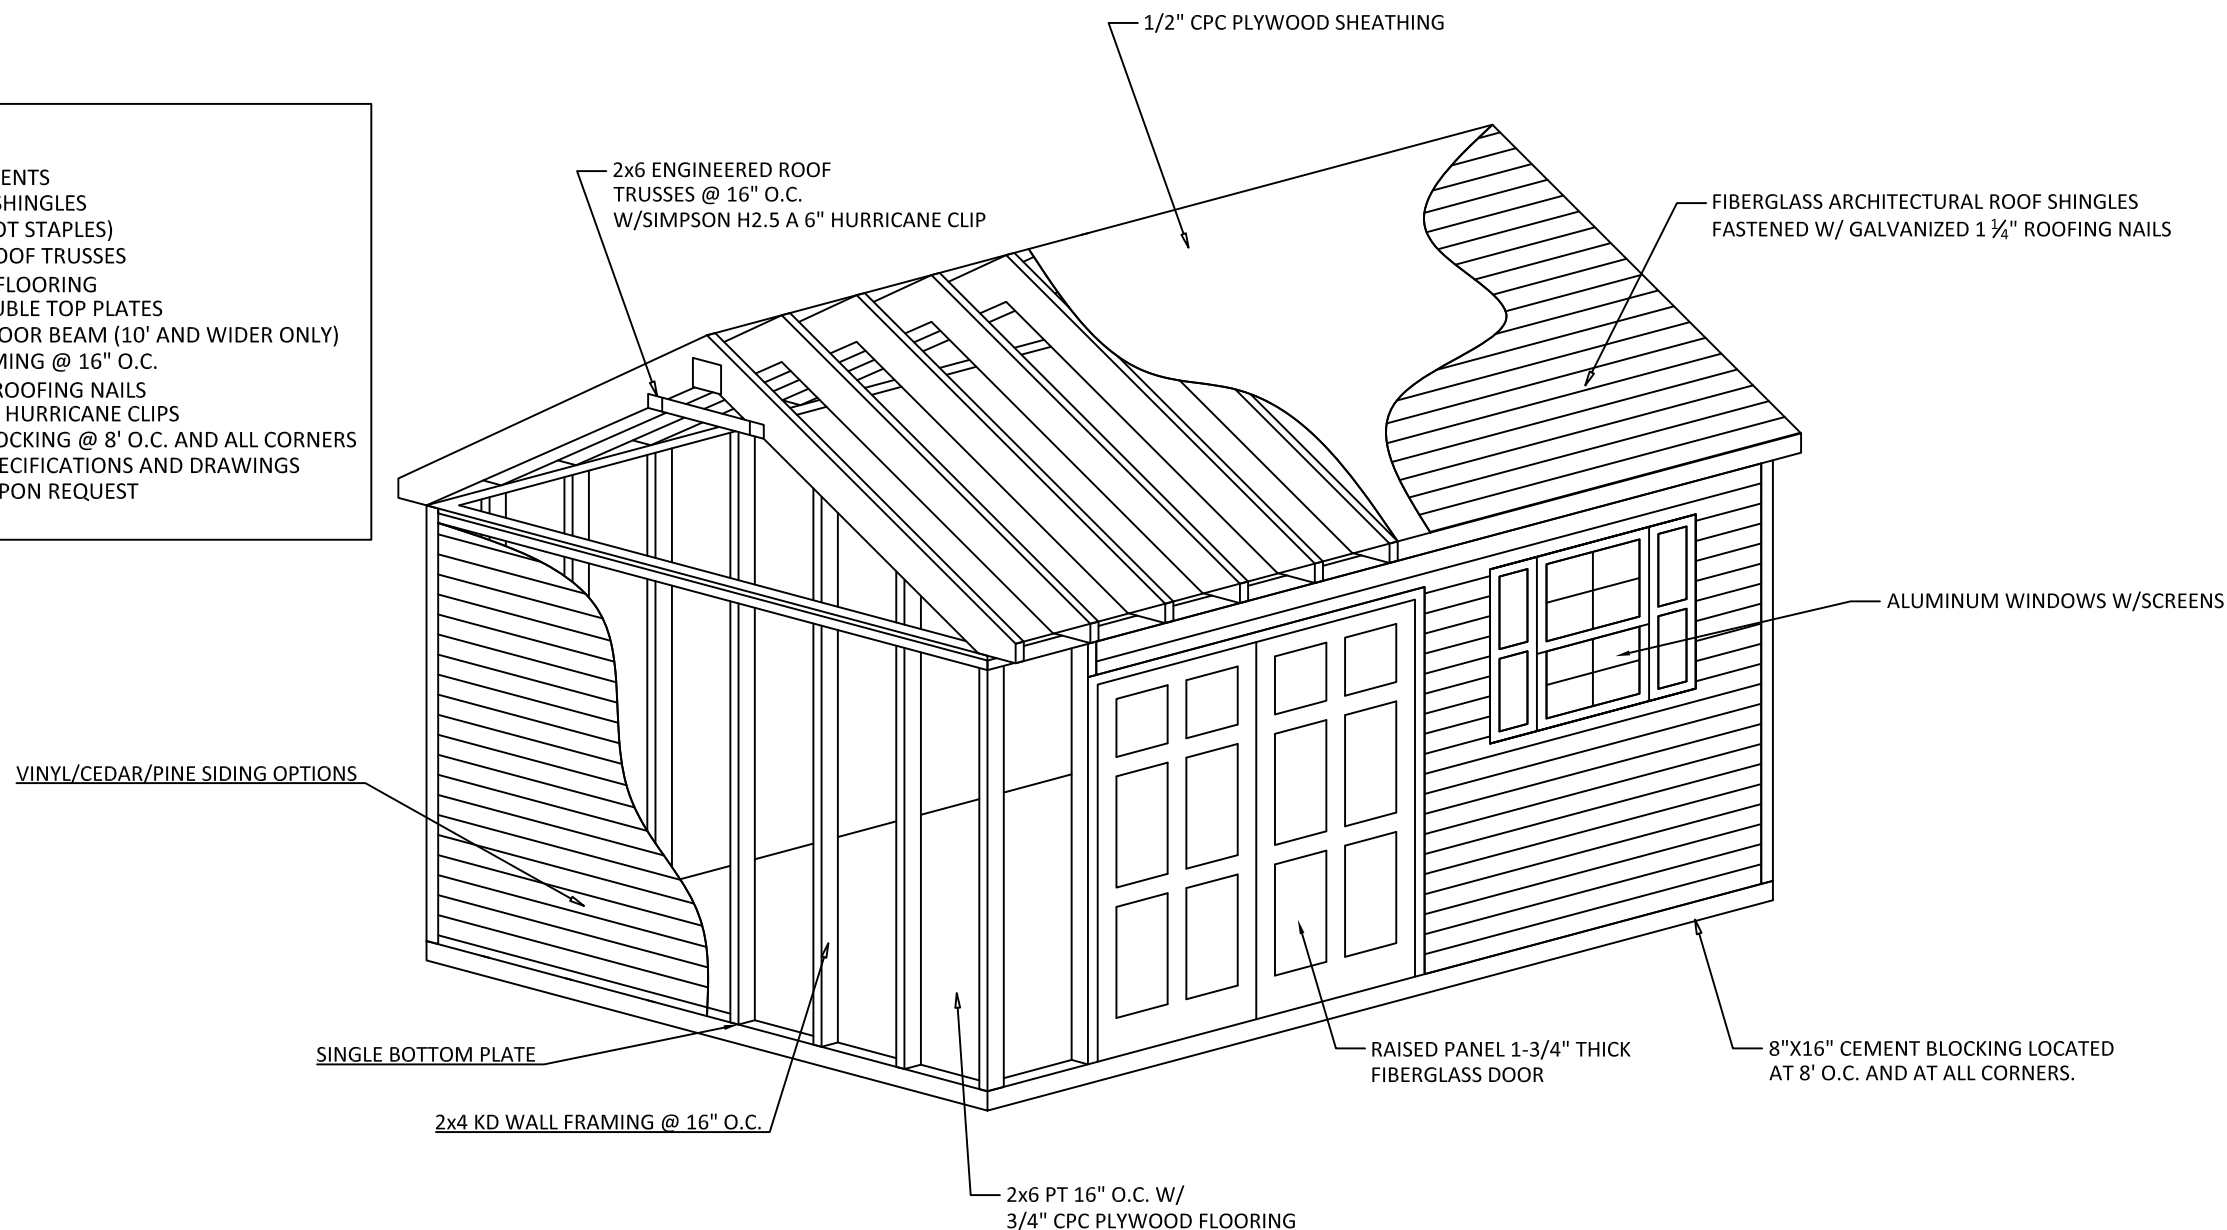 1/2" CPC PLYWOOD SHEATHING
2x6 ENGINEERED ROOF
TRUSSES @ 16" O.C.
W/SIMPSON H2.5 A 6" HURRICANE CLIP
FIBERGLASS ARCHITECTURAL ROOF SHINGLES
FASTENED W/ GALVANIZED 1 ¼" ROOFING NAILS
SHINGLES
OT STAPLES)
OOF TRUSSES
FLOORING
UBLE TOP PLATES
OOR BEAM (10' AND WIDER ONLY)
MING @ 16" O.C.
ROOFING NAILS
HURRICANE CLIPS
OCKING @ 8' O.C. AND ALL CORNERS
ECIFICATIONS AND DRAWINGS
PON REQUEST
ALUMINUM WINDOWS W/SCREENS
VINYL/CEDAR/PINE SIDING OPTIONS
SINGLE BOTTOM PLATE
2x4 KD WALL FRAMING @ 16" O.C.
RAISED PANEL 1-3/4" THICK
FIBERGLASS DOOR
8"X16" CEMENT BLOCKING LOCATED
AT 8' O.C. AND AT ALL CORNERS.
2x6 PT 16" O.C. W/
3/4" CPC PLYWOOD FLOORING